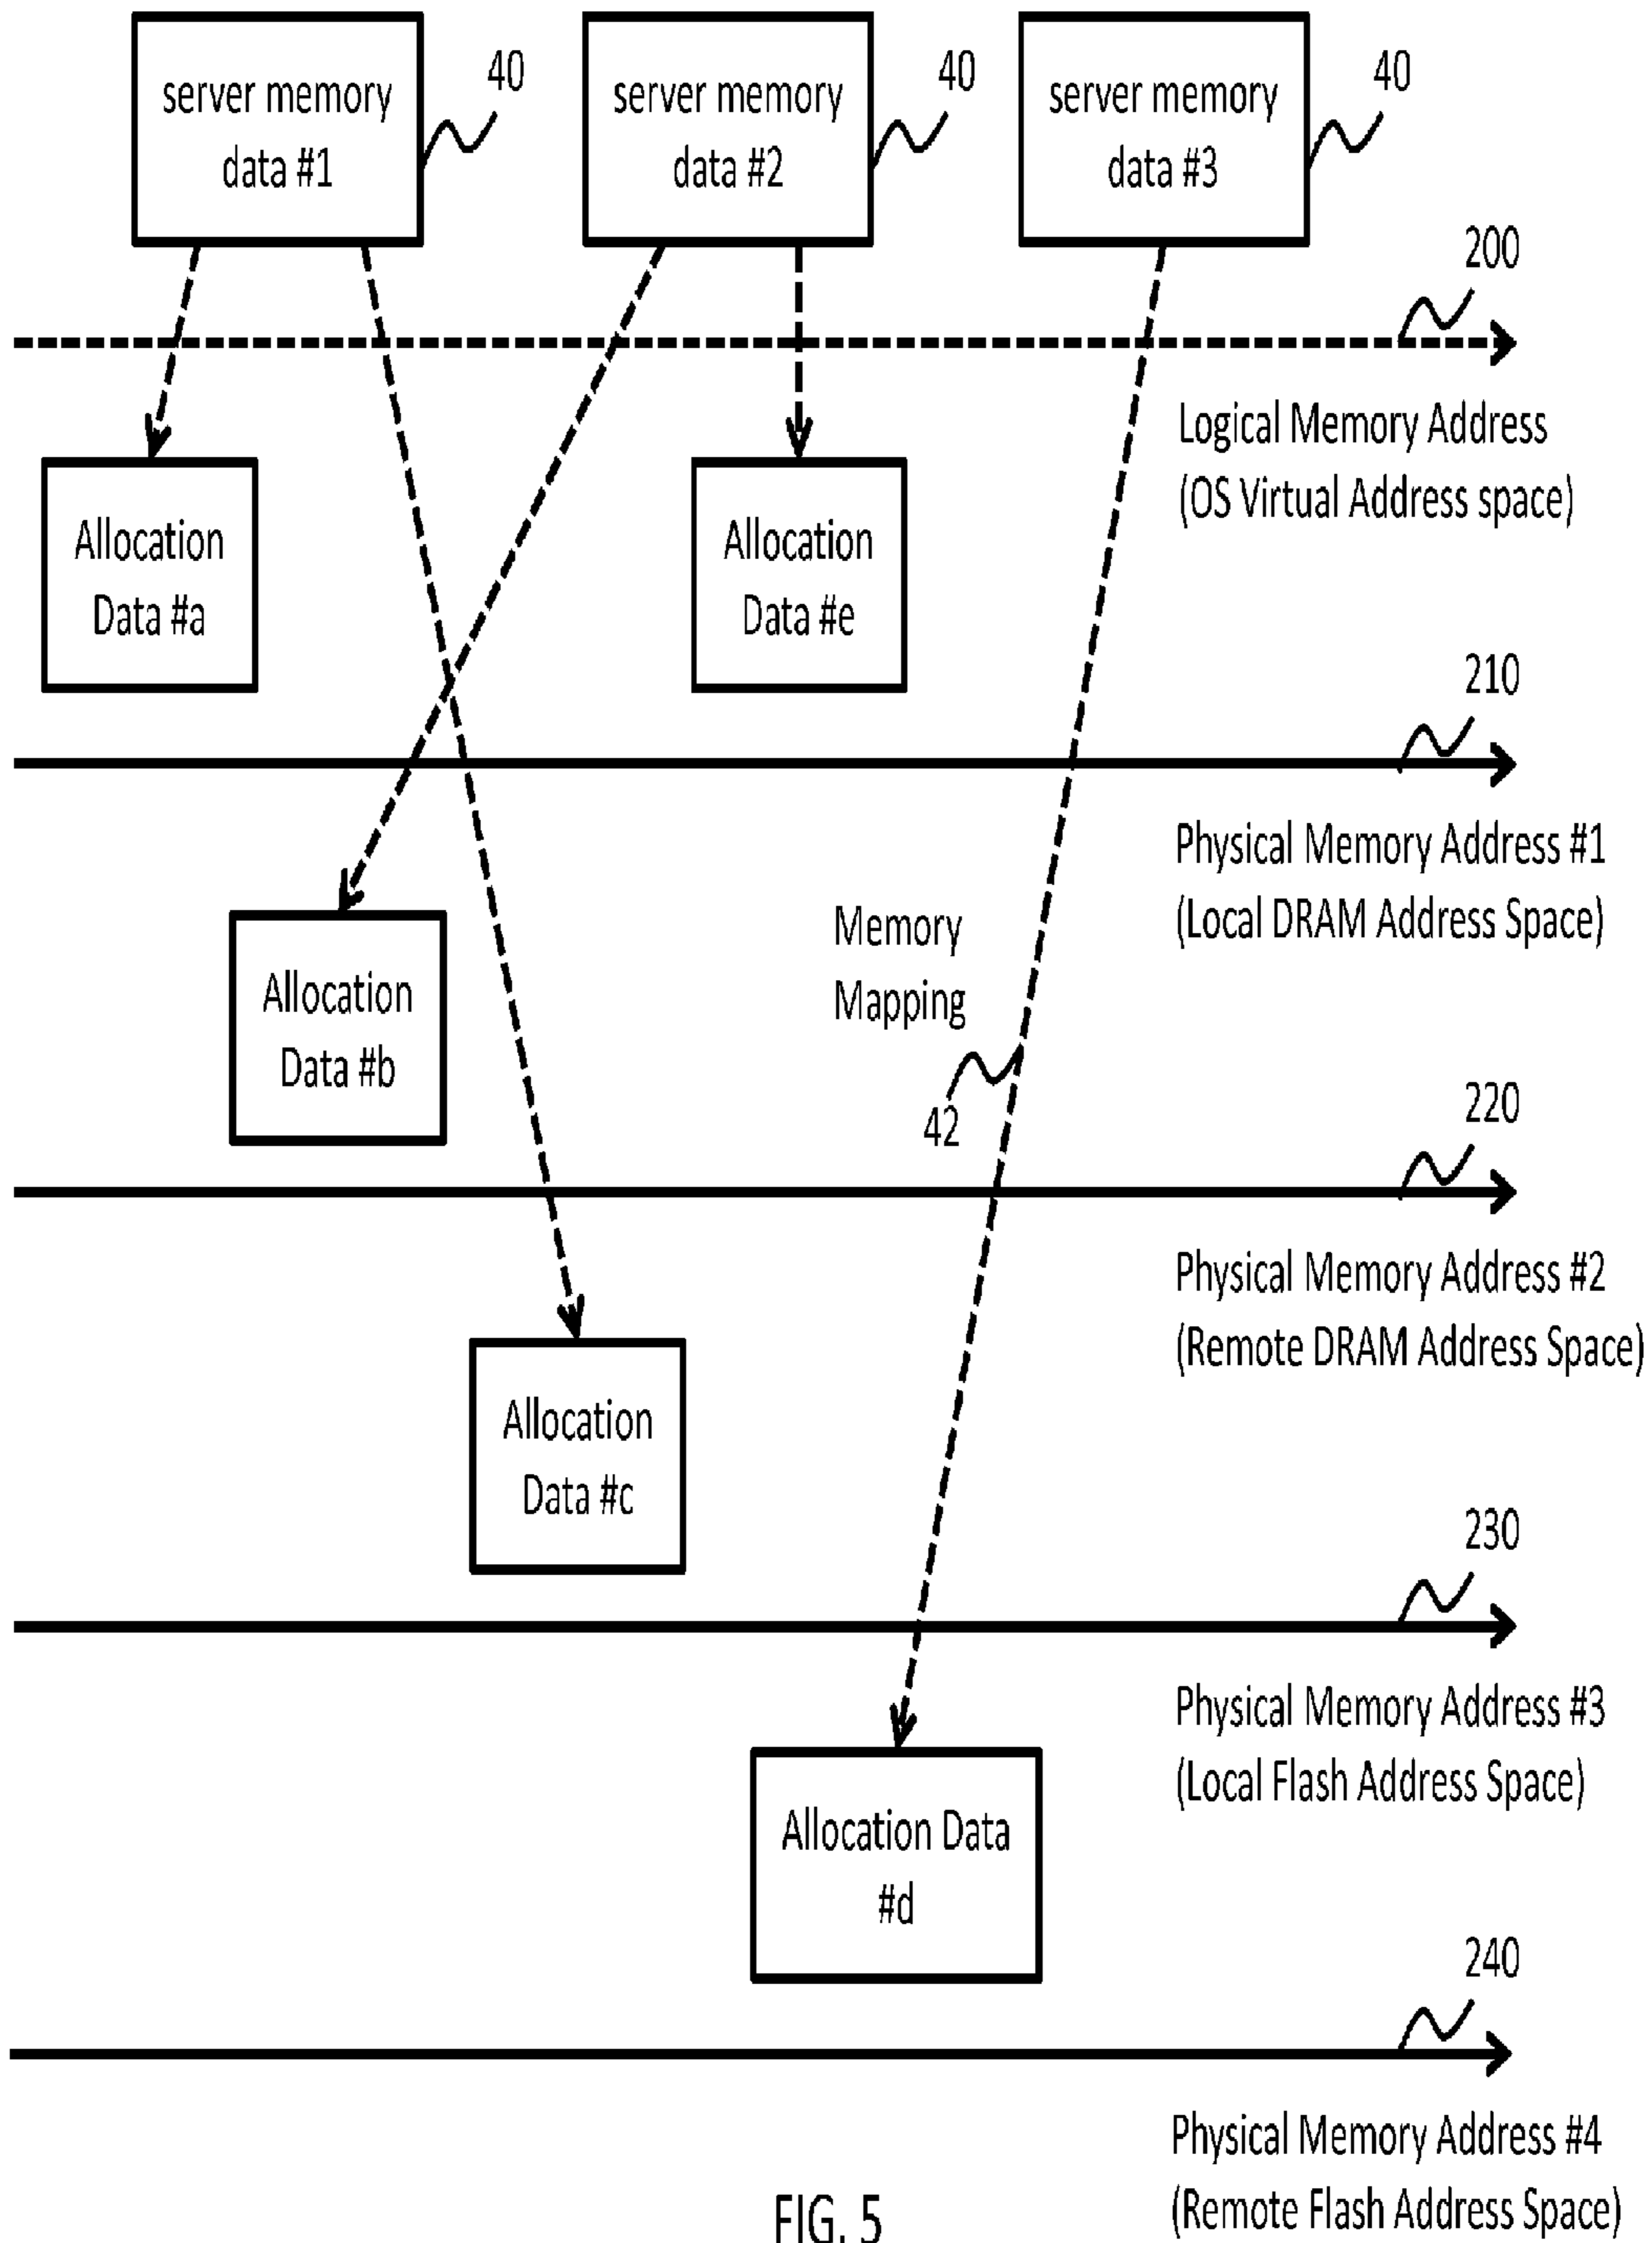 server memory
data #1
40
server memory
data #2
40
server memory
data #3
40
200
Logical Memory Address
(OS Virtual Address space)
Allocation
Data #a
Allocation
Data #e
210
Physical Memory Address #1
(Local DRAM Address Space)
Allocation
Data #b
Memory
Mapping
42
220
Physical Memory Address #2
(Remote DRAM Address Space)
Allocation
Data #c
230
Physical Memory Address #3
(Local Flash Address Space)
Allocation Data
#d
240
Physical Memory Address #4
(Remote Flash Address Space)
FIG. 5